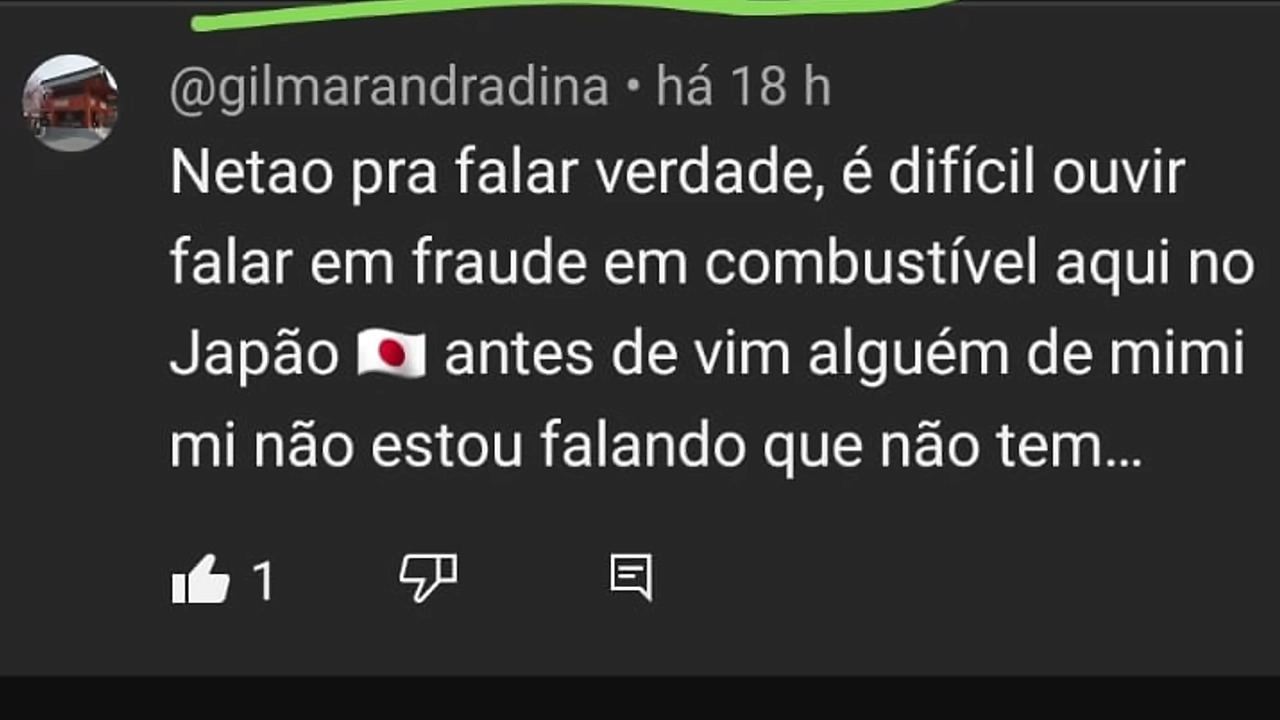 @gilmarandradina • há 18 h
Netao pra falar verdade, é difícil ouvir
falar em fraude em combustível aqui no
Japão 🇯🇵 antes de vim alguém de mimi
mi não estou falando que não tem...
1